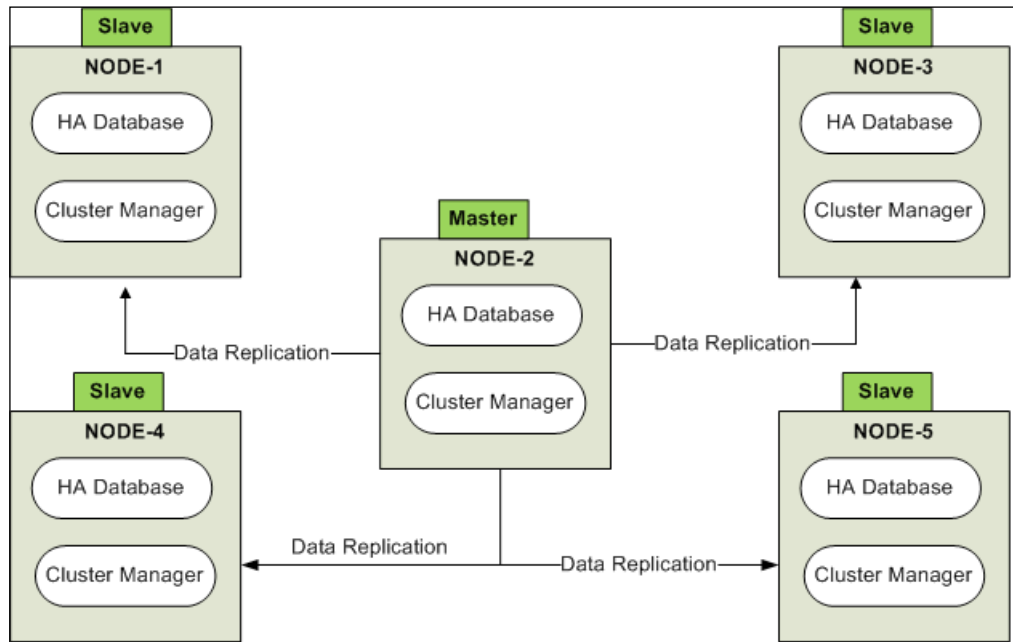 Slave
NODE-1
HA Database
Cluster Manager
Slave
NODE-3
HA Database
Cluster Manager
Master
NODE-2
HA Database
Cluster Manager
Data Replication
Data Replication
Slave
NODE-4
HA Database
Cluster Manager
Slave
NODE-5
HA Database
Cluster Manager
Data Replication
Data Replication